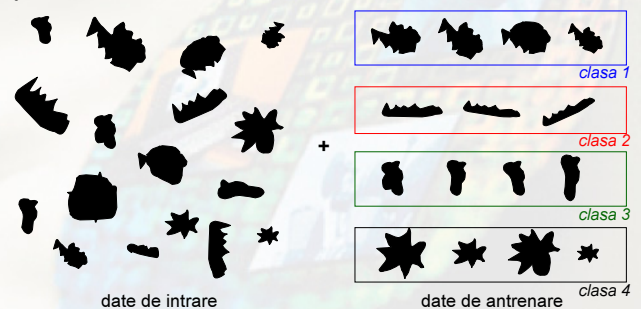 clasa 1
clasa 2
+
clasa 3
clasa 4
date de intrare
date de antrenare